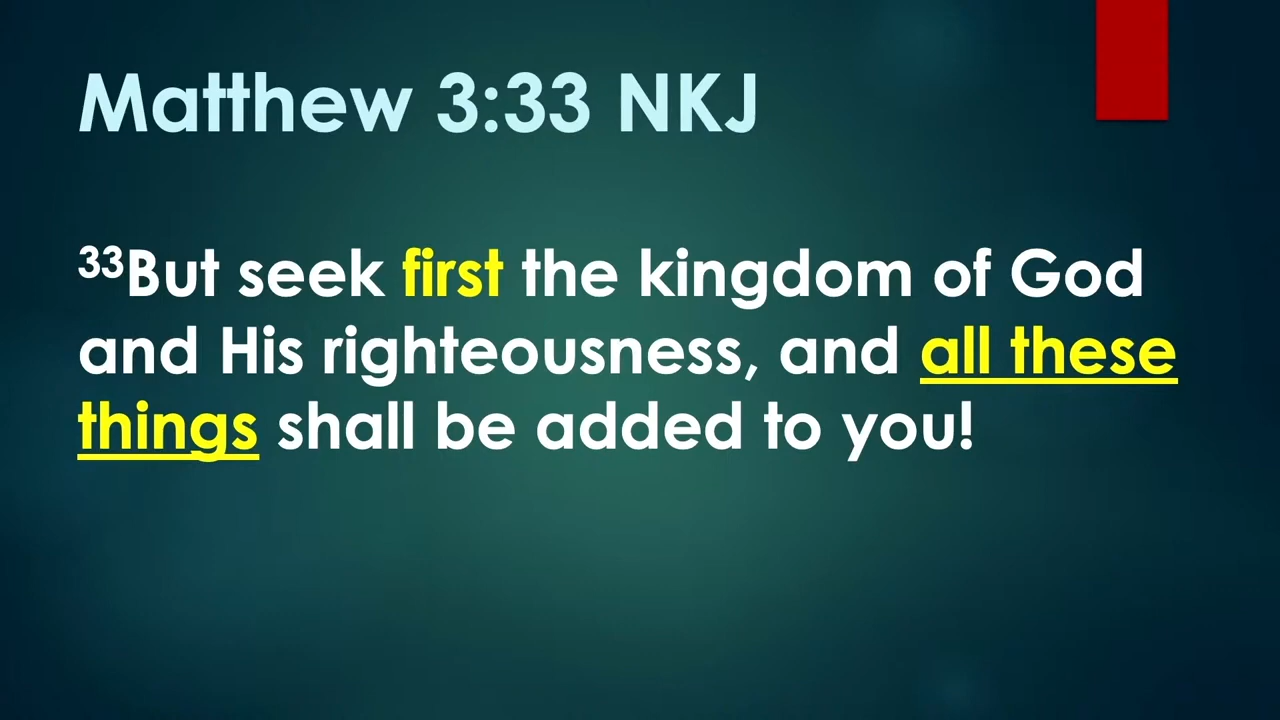 Matthew 3:33 NKJ
33But seek first the kingdom of God
and His righteousness, and all these
things shall be added to you!